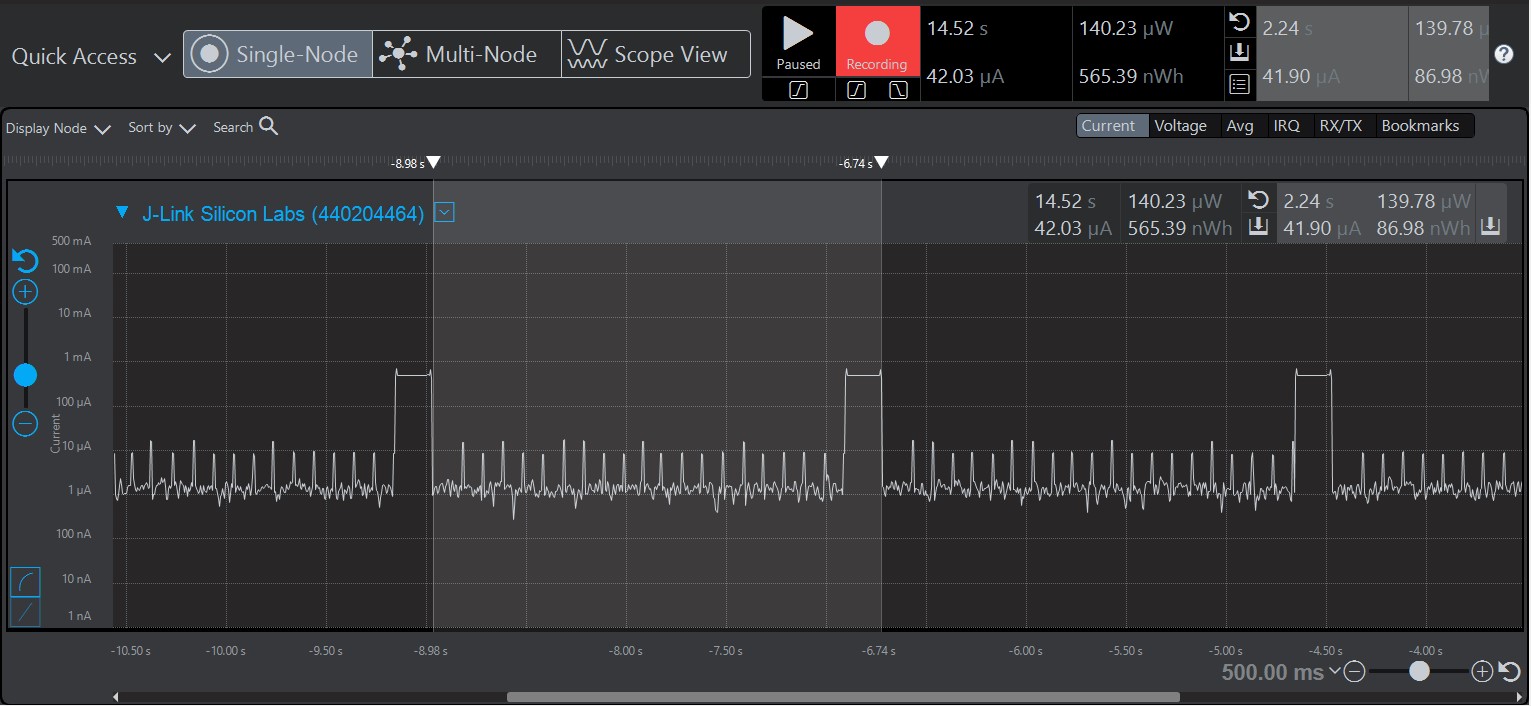 Quick Access
Single-Node
Multi-Node
Scope View
Paused
Recording
14.52 s
42.03 µA
140.23 µW
565.39 nWh
2.24 s
41.90 µA
139.78 µ
86.98 nV
?
Display Node
Sort by
Search
Current
Voltage
Avg
IRQ
RX/TX
Bookmarks
-8.98 s
-6.74 s
J-Link Silicon Labs (440204464)
14.52 s
42.03 µA
140.23 µW
565.39 nWh
2.24 s
41.90 µA
139.78 µW
86.98 nWh
500 mA
100 mA
10 mA
1 mA
100 µA
10 µA
1 µA
100 nA
10 nA
1 nA
Current
-10.50 s
-10.00 s
-9.50 s
-8.98 s
-8.00 s
-7.50 s
-6.74 s
-6.00 s
-5.50 s
-5.00 s
-4.50 s
-4.00 s
500.00 ms